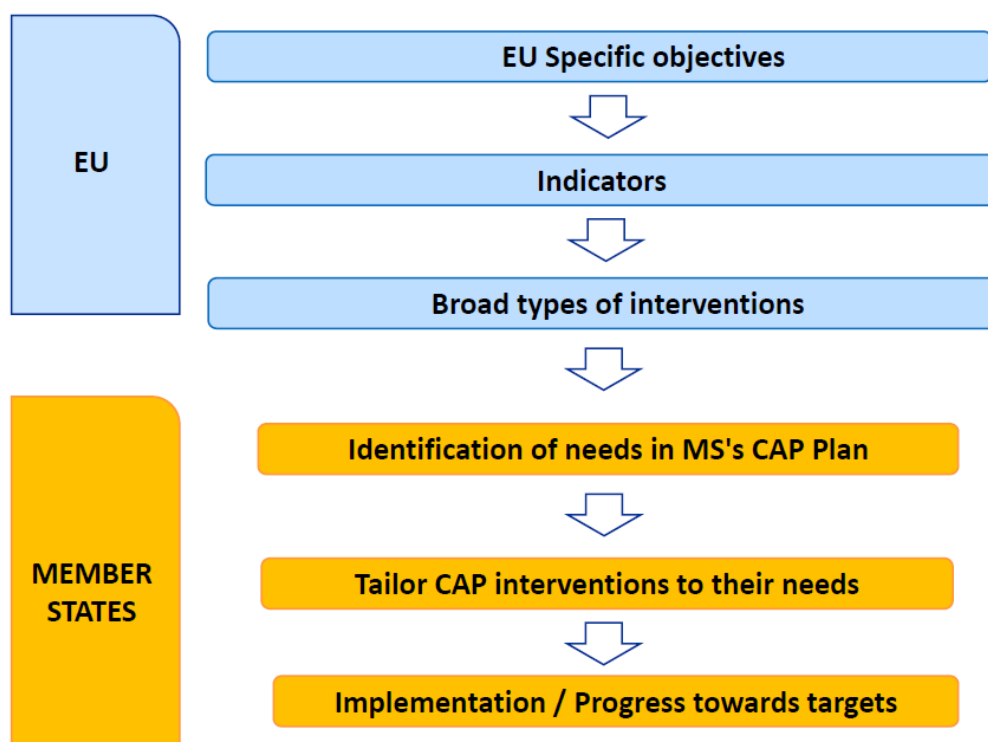 EU
EU Specific objectives
Indicators
Broad types of interventions
MEMBER
STATES
Identification of needs in MS's CAP Plan
Tailor CAP interventions to their needs
Implementation / Progress towards targets